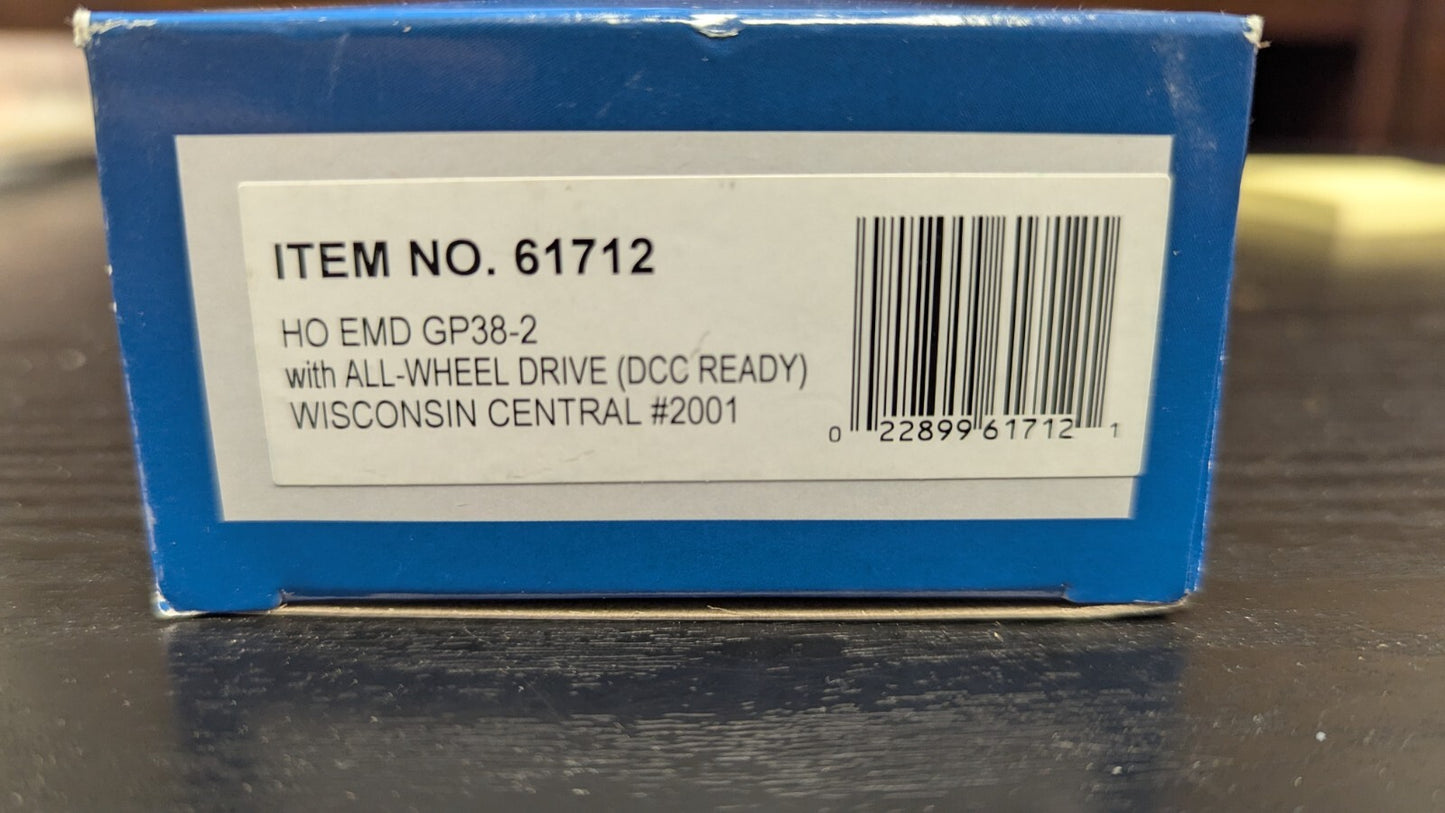 ITEM NO. 61712
HO EMD GP38-2
with ALL-WHEEL DRIVE (DCC READY)
WISCONSIN CENTRAL #2001
0 22899 61712 1